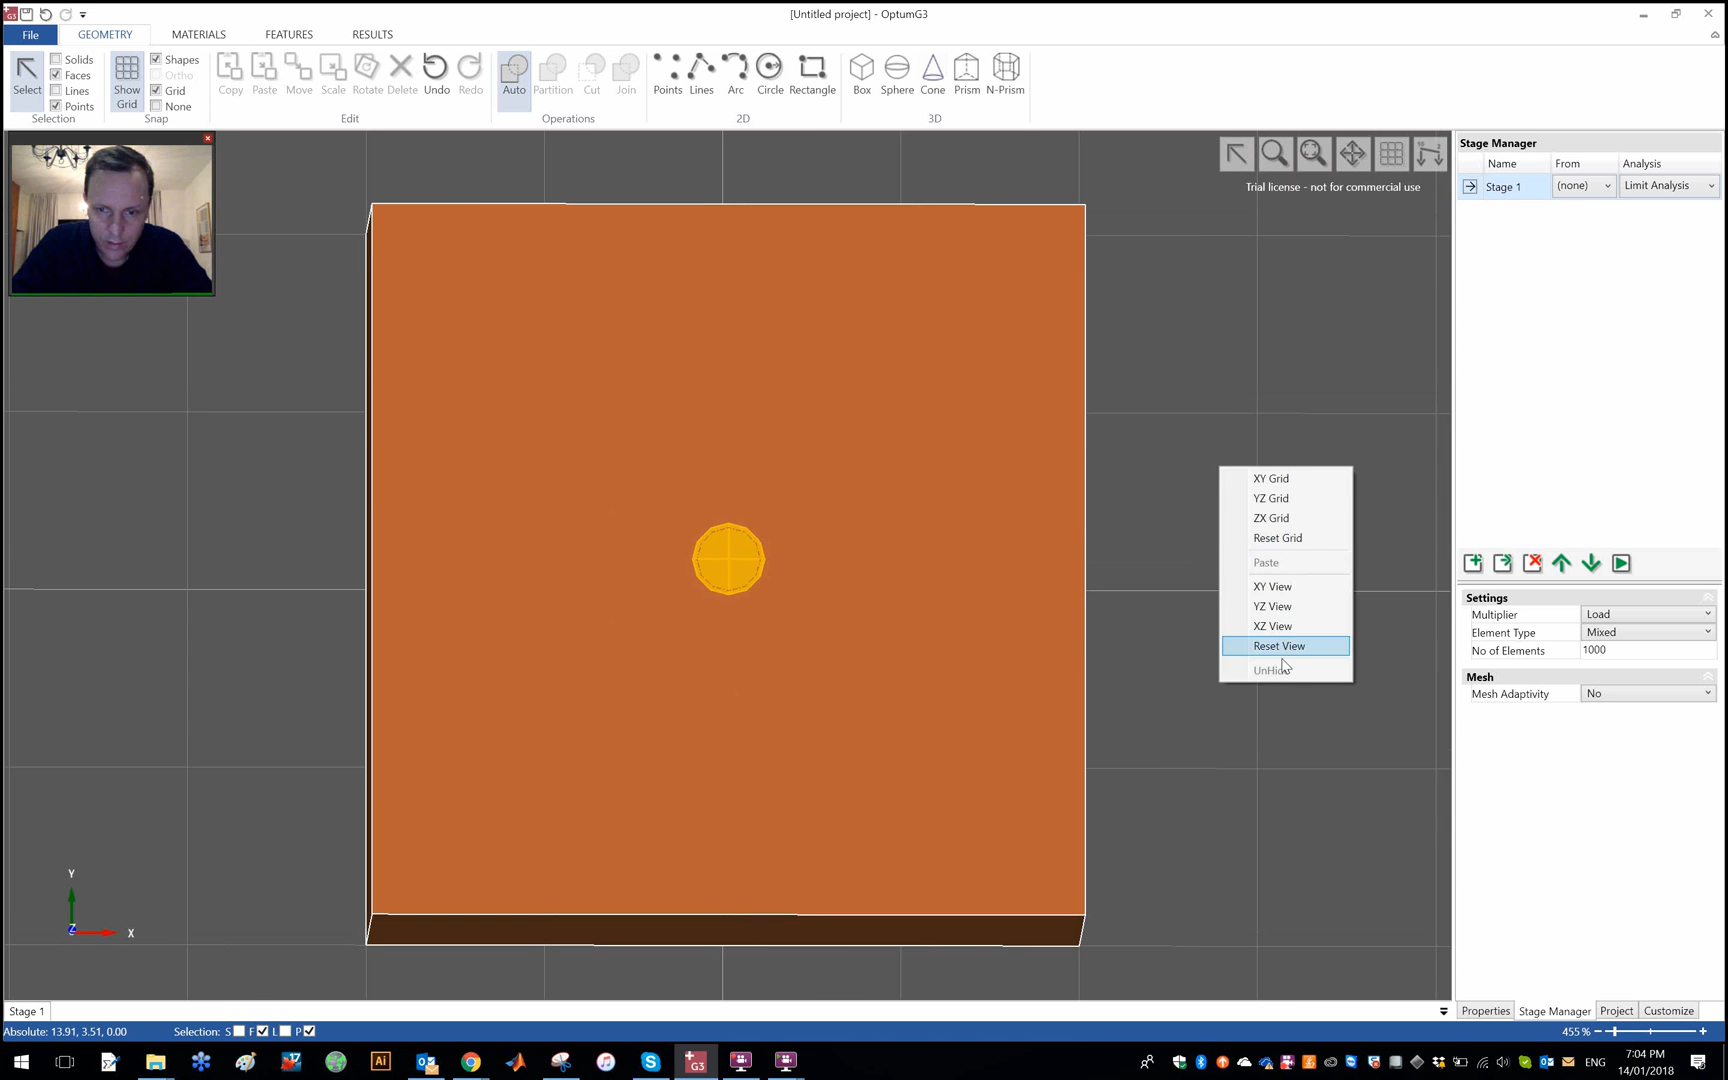 G3
[Untitled project] - OptumG3
File GEOMETRY MATERIALS FEATURES RESULTS
Select
Solids
Faces
Lines
Points
Selection
Show
Grid
Shapes
Ortho
Grid
None
Snap
Copy Paste Move Scale Rotate Delete Undo Redo
Edit
Auto Partition Cut Join
Operations
Points Lines Arc Circle Rectangle
2D
Box Sphere Cone Prism N-Prism
3D
Trial license - not for commercial use
XY Grid
YZ Grid
ZX Grid
Reset Grid
Paste
XY View
YZ View
XZ View
Reset View
Y
Z
X
Stage Manager
Name From Analysis
Stage 1 (none) Limit Analysis
Settings
Multiplier Load
Element Type Mixed
No of Elements 1000
Mesh
Mesh Adaptivity No
Stage 1
Properties Stage Manager Project Customize
Absolute: 13.91, 3.51, 0.00 Selection: S F L P 455 %
Ai
G3
ENG
7:04 PM
14/01/2018